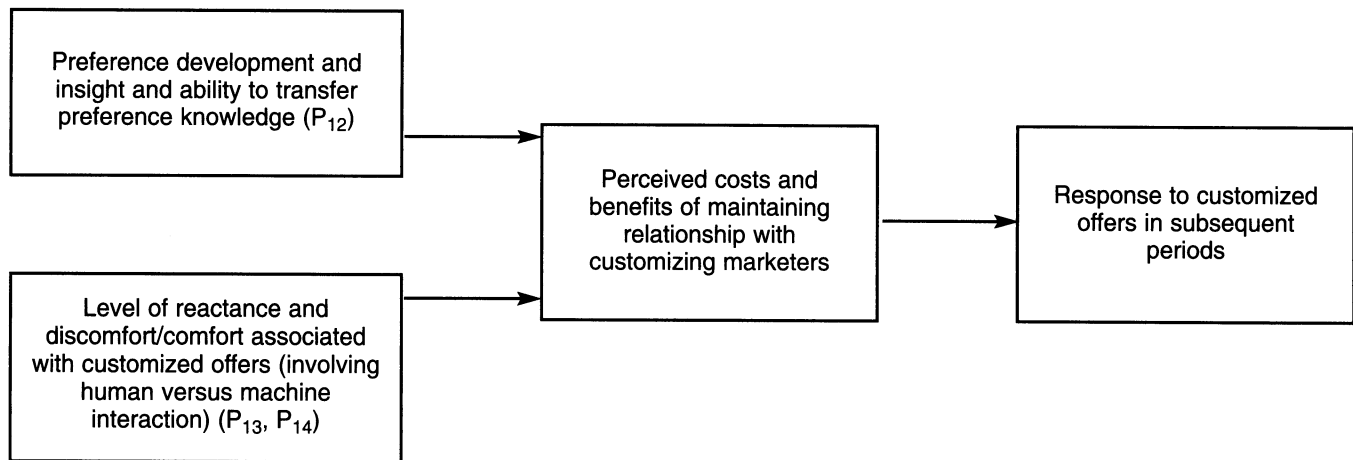 Preference development and
insight and ability to transfer
preference knowledge (P₁₂)
Level of reactance and
discomfort/comfort associated
with customized offers (involving
human versus machine
interaction) (P₁₃, P₁₄)
Perceived costs and
benefits of maintaining
relationship with
customizing marketers
Response to customized
offers in subsequent
periods